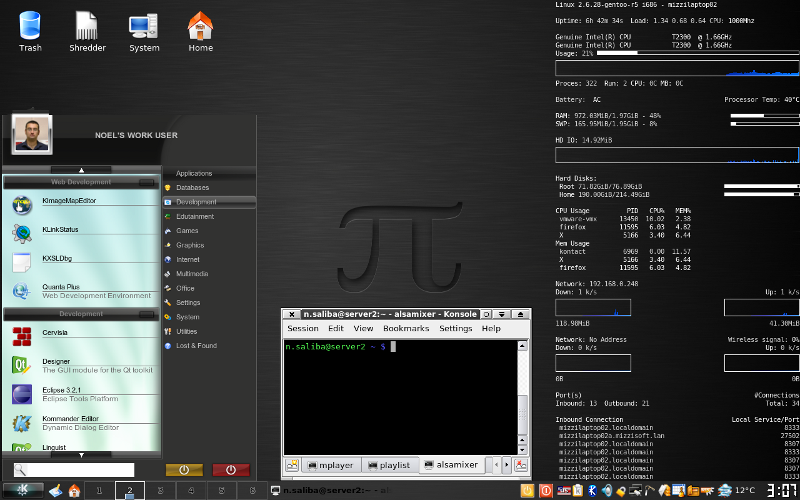 Trash
Shredder
System
Home
NOEL'S WORK USER
Applications
Databases
Development
Edutainment
Games
Graphics
Internet
Multimedia
Office
Settings
System
Utilities
Lost & Found
Web Development
KImageMapEditor
KLinkStatus
KXSLDbg
Quanta Plus
Web Development Environment
Development
Cervisia
Designer
The GUI module for the Qt toolkit
Eclipse 3.2.1
Eclipse Tools Platform
Kommander Editor
Dynamic Dialog Editor
Linguist
n.saliba@server2:~ - alsamixer - Konsole
Session Edit View Bookmarks Settings Help
n.saliba@server2 ~ $
mplayer playlist alsamixer
Linux 2.6.28-gentoo-r5 i686 - mizzilaptop02
Uptime: 6h 42m 34s Load: 1.34 0.68 0.64 CPU: 1000Mhz
Genuine Intel(R) CPU T2300 @ 1.66GHz
Genuine Intel(R) CPU T2300 @ 1.66GHz
Usage: 21%
Proces: 322 Run: 2 CPU: 0C MB: 0C
Battery: AC Processor Temp: 40°C
RAM: 972.03MiB/1.97GiB - 48%
SWP: 165.95MiB/1.95GiB - 8%
HD IO: 14.92MiB
Hard Disks:
Root 71.82GiB/76.89GiB
Home 190.00GiB/214.49GiB
CPU Usage PID CPU% MEM%
vmware-vmx 13450 10.02 2.38
firefox 11595 6.03 4.82
X 5166 3.40 6.44
Mem Usage
kontact 6969 0.00 11.57
X 5166 3.40 6.44
firefox 11595 6.03 4.82
Network: 192.168.0.248
Down: 1 k/s Up: 1 k/s
118.98MiB 41.30MiB
Network: No Address Wireless signal: 0%
Down: 0 k/s Up: 0 k/s
0B 0B
Port(s) #Connections
Inbound: 13 Outbound: 21 Total: 34
Inbound Connection Local Service/Port
mizzilaptop02.localdomain 8333
mizzilaptop02a.mizzisoft.lan 27502
mizzilaptop02.localdomain 8333
mizzilaptop02.localdomain 8307
mizzilaptop02.localdomain 8307
mizzilaptop02.localdomain 8333
1 2 3 4 5 6
n.saliba@server2:~ - al
12°C
3:07